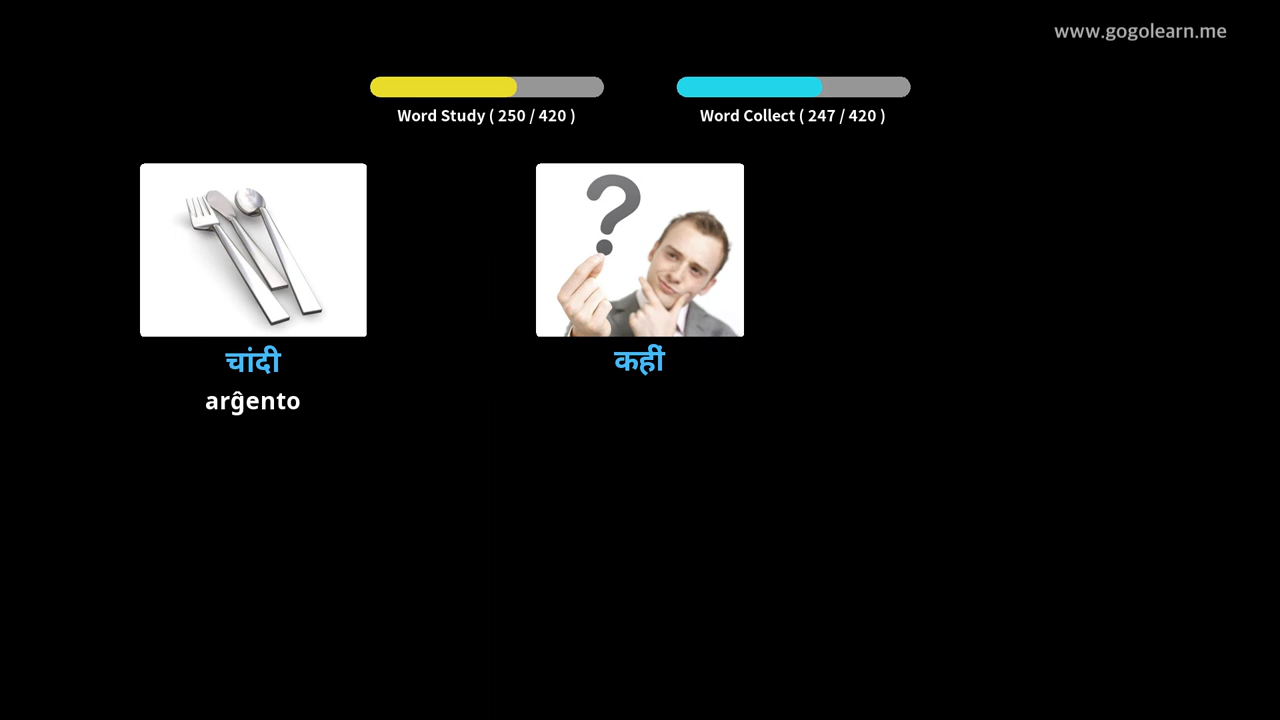 www.gogolearn.me
Word Study ( 250 / 420 )
Word Collect ( 247 / 420 )
चांदी
arĝento
कहीं